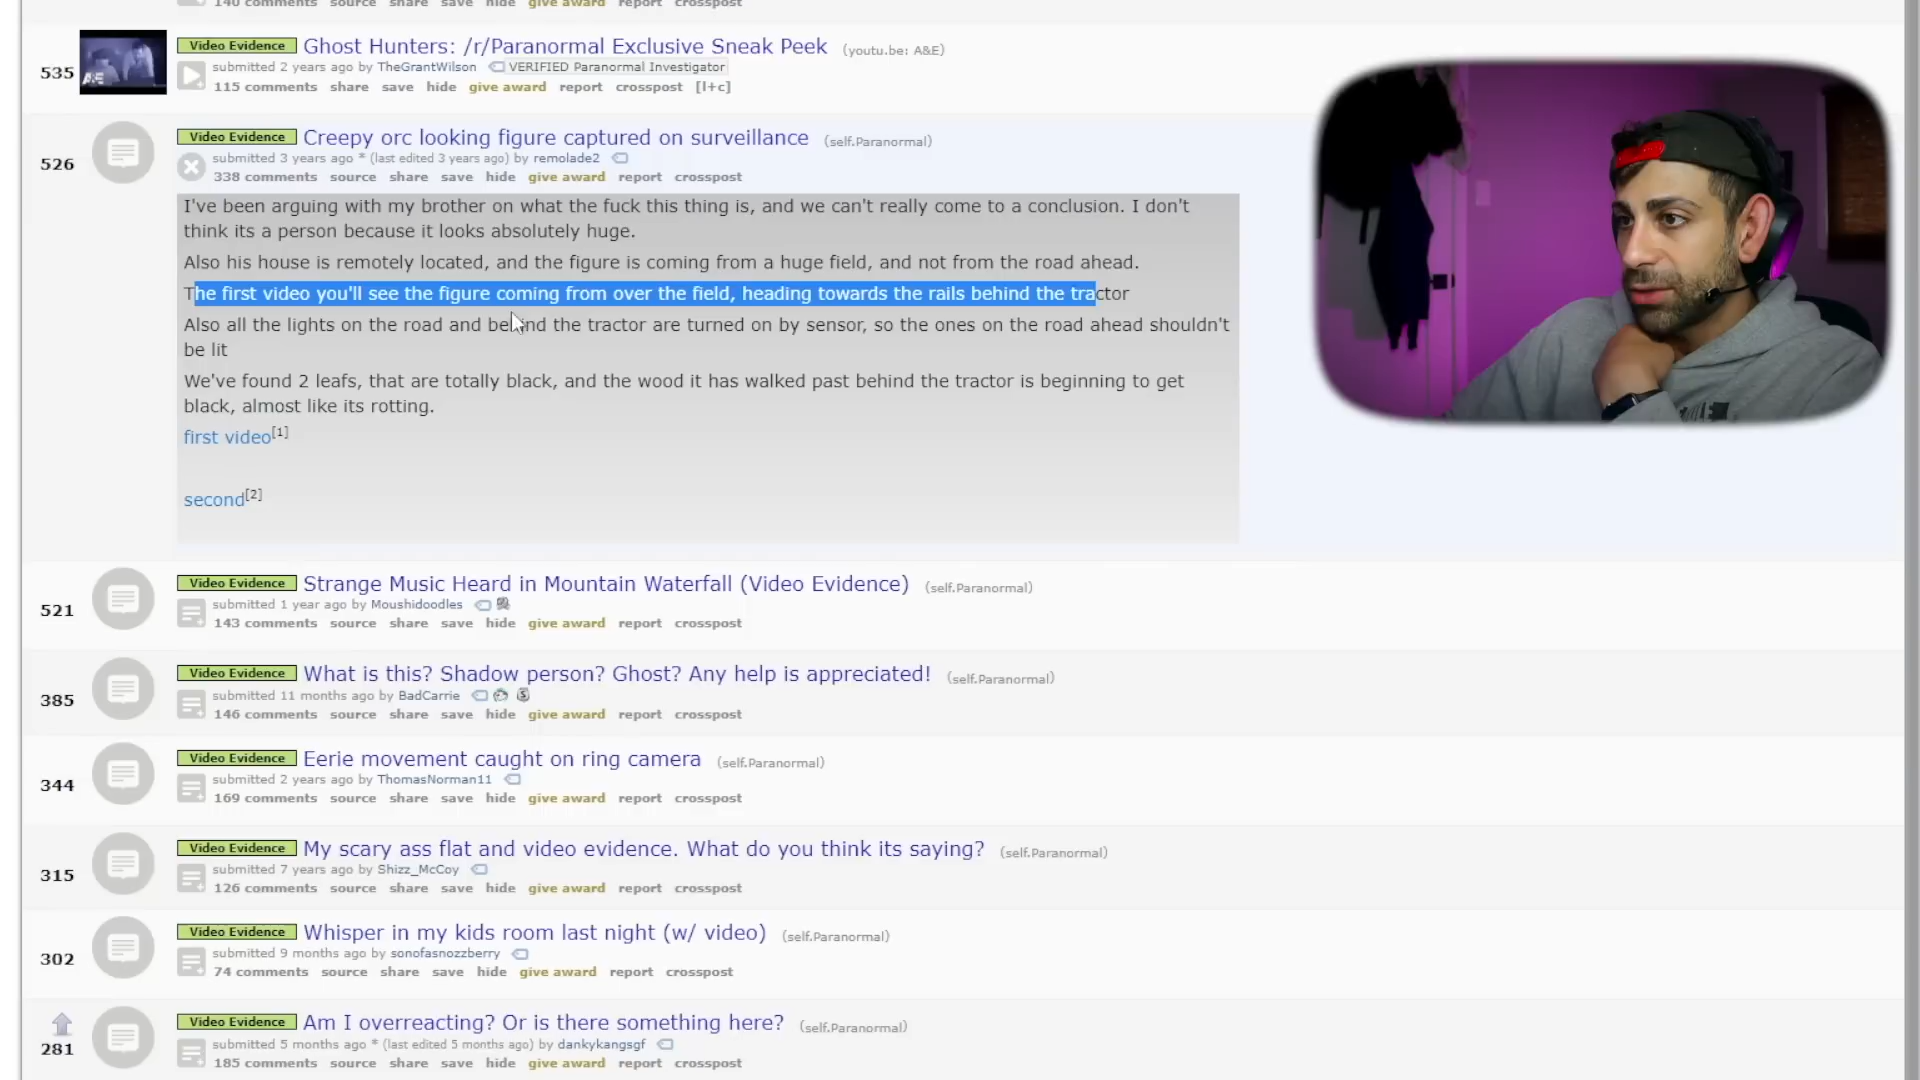 140 comments share save hide give award report crosspost
Video Evidence Ghost Hunters: /r/Paranormal Exclusive Sneak Peek (youtu.be: A&E)
535
A&E
submitted 2 years ago by TheGrantWilson VERIFIED Paranormal Investigator
115 comments share save hide give award report crosspost [l+c]
Video Evidence Creepy orc looking figure captured on surveillance (self.Paranormal)
526
submitted 3 years ago * (last edited 3 years ago) by remolade2
338 comments source share save hide give award report crosspost
I've been arguing with my brother on what the fuck this thing is, and we can't really come to a conclusion. I don't
think its a person because it looks absolutely huge.
Also his house is remotely located, and the figure is coming from a huge field, and not from the road ahead.
The first video you'll see the figure coming from over the field, heading towards the rails behind the tractor
Also all the lights on the road and behind the tractor are turned on by sensor, so the ones on the road ahead shouldn't
be lit
We've found 2 leafs, that are totally black, and the wood it has walked past behind the tractor is beginning to get
black, almost like its rotting.
first video[1]
second[2]
Video Evidence Strange Music Heard in Mountain Waterfall (Video Evidence) (self.Paranormal)
521
submitted 1 year ago by Moushidoodles
143 comments source share save hide give award report crosspost
Video Evidence What is this? Shadow person? Ghost? Any help is appreciated! (self.Paranormal)
385
submitted 11 months ago by BadCarrie
146 comments source share save hide give award report crosspost
Video Evidence Eerie movement caught on ring camera (self.Paranormal)
344
submitted 2 years ago by ThomasNorman11
169 comments source share save hide give award report crosspost
Video Evidence My scary ass flat and video evidence. What do you think its saying? (self.Paranormal)
315
submitted 7 years ago by Shizz_McCoy
126 comments source share save hide give award report crosspost
Video Evidence Whisper in my kids room last night (w/ video) (self.Paranormal)
302
submitted 9 months ago by sonofasnozzberry
74 comments source share save hide give award report crosspost
Video Evidence Am I overreacting? Or is there something here? (self.Paranormal)
281
submitted 5 months ago * (last edited 5 months ago) by dankykangsgf
185 comments source share save hide give award report crosspost